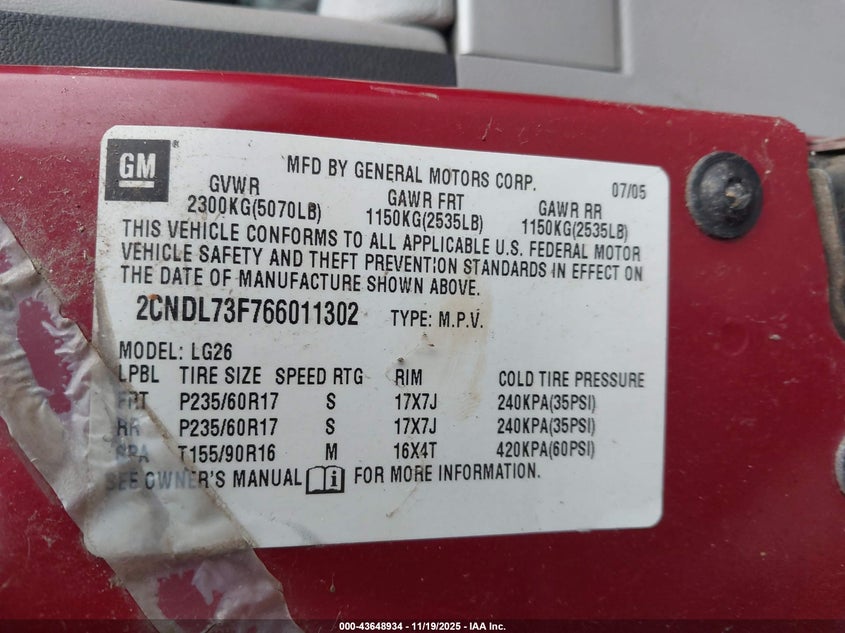 GM
MFD BY GENERAL MOTORS CORP. 07/05
GVWR GAWR FRT GAWR RR
2300KG(5070LB) 1150KG(2535LB) 1150KG(2535LB)
THIS VEHICLE CONFORMS TO ALL APPLICABLE U.S. FEDERAL MOTOR
VEHICLE SAFETY AND THEFT PREVENTION STANDARDS IN EFFECT ON
THE DATE OF MANUFACTURE SHOWN ABOVE.
2CNDL73F766011302 TYPE: M.P.V.
MODEL: LG26
LPBL TIRE SIZE SPEED RTG RIM COLD TIRE PRESSURE
FRT P235/60R17 S 17X7J 240KPA(35PSI)
RR P235/60R17 S 17X7J 240KPA(35PSI)
SPA T155/90R16 M 16X4T 420KPA(60PSI)
SEE OWNER'S MANUAL i FOR MORE INFORMATION.
000-43648934 - 11/19/2025 - IAA Inc.